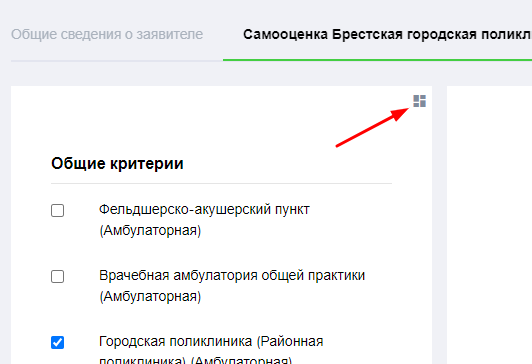 Общие сведения о заявителе
Самооценка Брестская городская поликл
Общие критерии
Фельдшерско-акушерский пункт
(Амбулаторная)
Врачебная амбулатория общей практики
(Амбулаторная)
Городская поликлиника (Районная
поликлиника) (Амбулаторная)